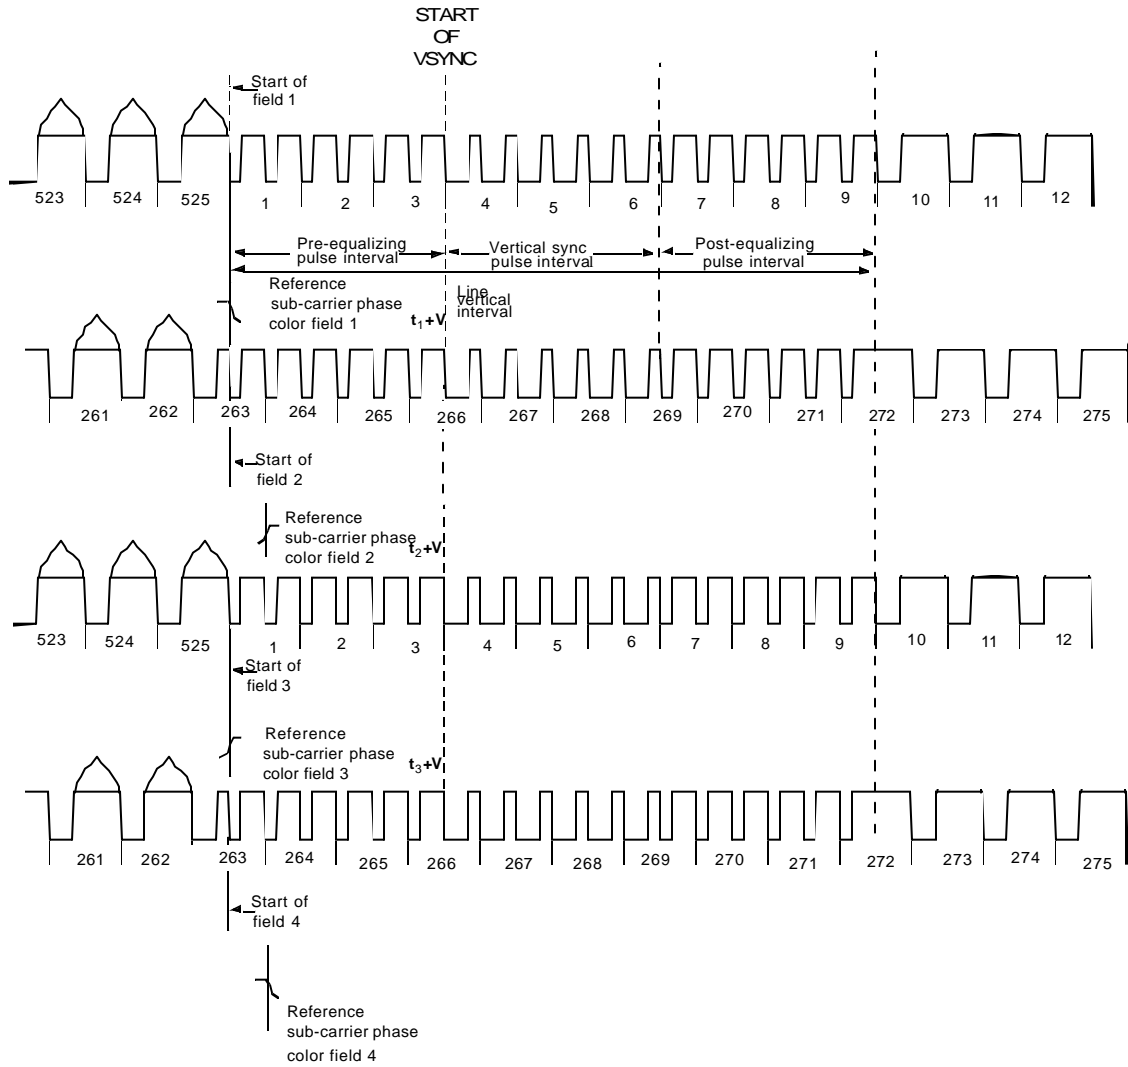 START
OF
VSYNC
Start of
field 1
523 524 525 1 2 3 4 5 6 7 8 9 10 11 12
Pre-equalizing
pulse interval
Vertical sync
pulse interval
Post-equalizing
pulse interval
Reference
sub-carrier phase
color field 1
t1+V
Line
vertical
interval
261 262 263 264 265 266 267 268 269 270 271 272 273 274 275
Start of
field 2
Reference
sub-carrier phase
color field 2
t2+V
523 524 525 1 2 3 4 5 6 7 8 9 10 11 12
Start of
field 3
Reference
sub-carrier phase
color field 3
t3+V
261 262 263 264 265 266 267 268 269 270 271 272 273 274 275
Start of
field 4
Reference
sub-carrier phase
color field 4